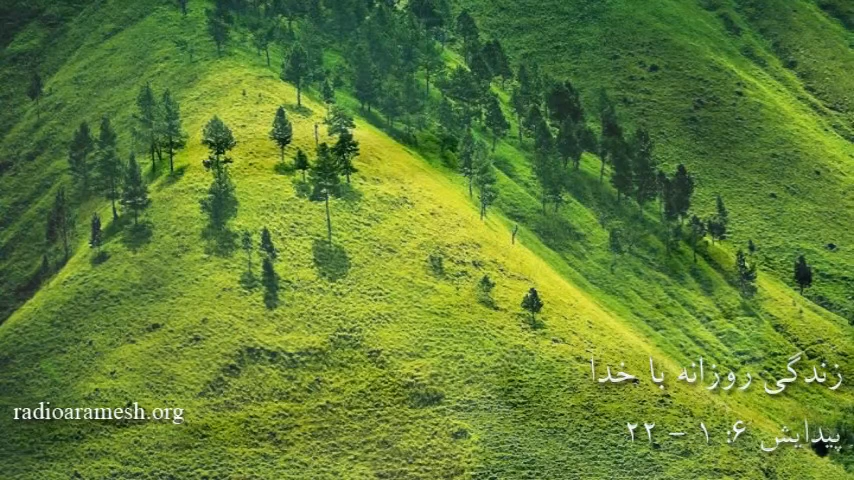 زندگی روزانه با خدا
radioaramesh.org
پیدایش ۶: ۱ – ۲۲